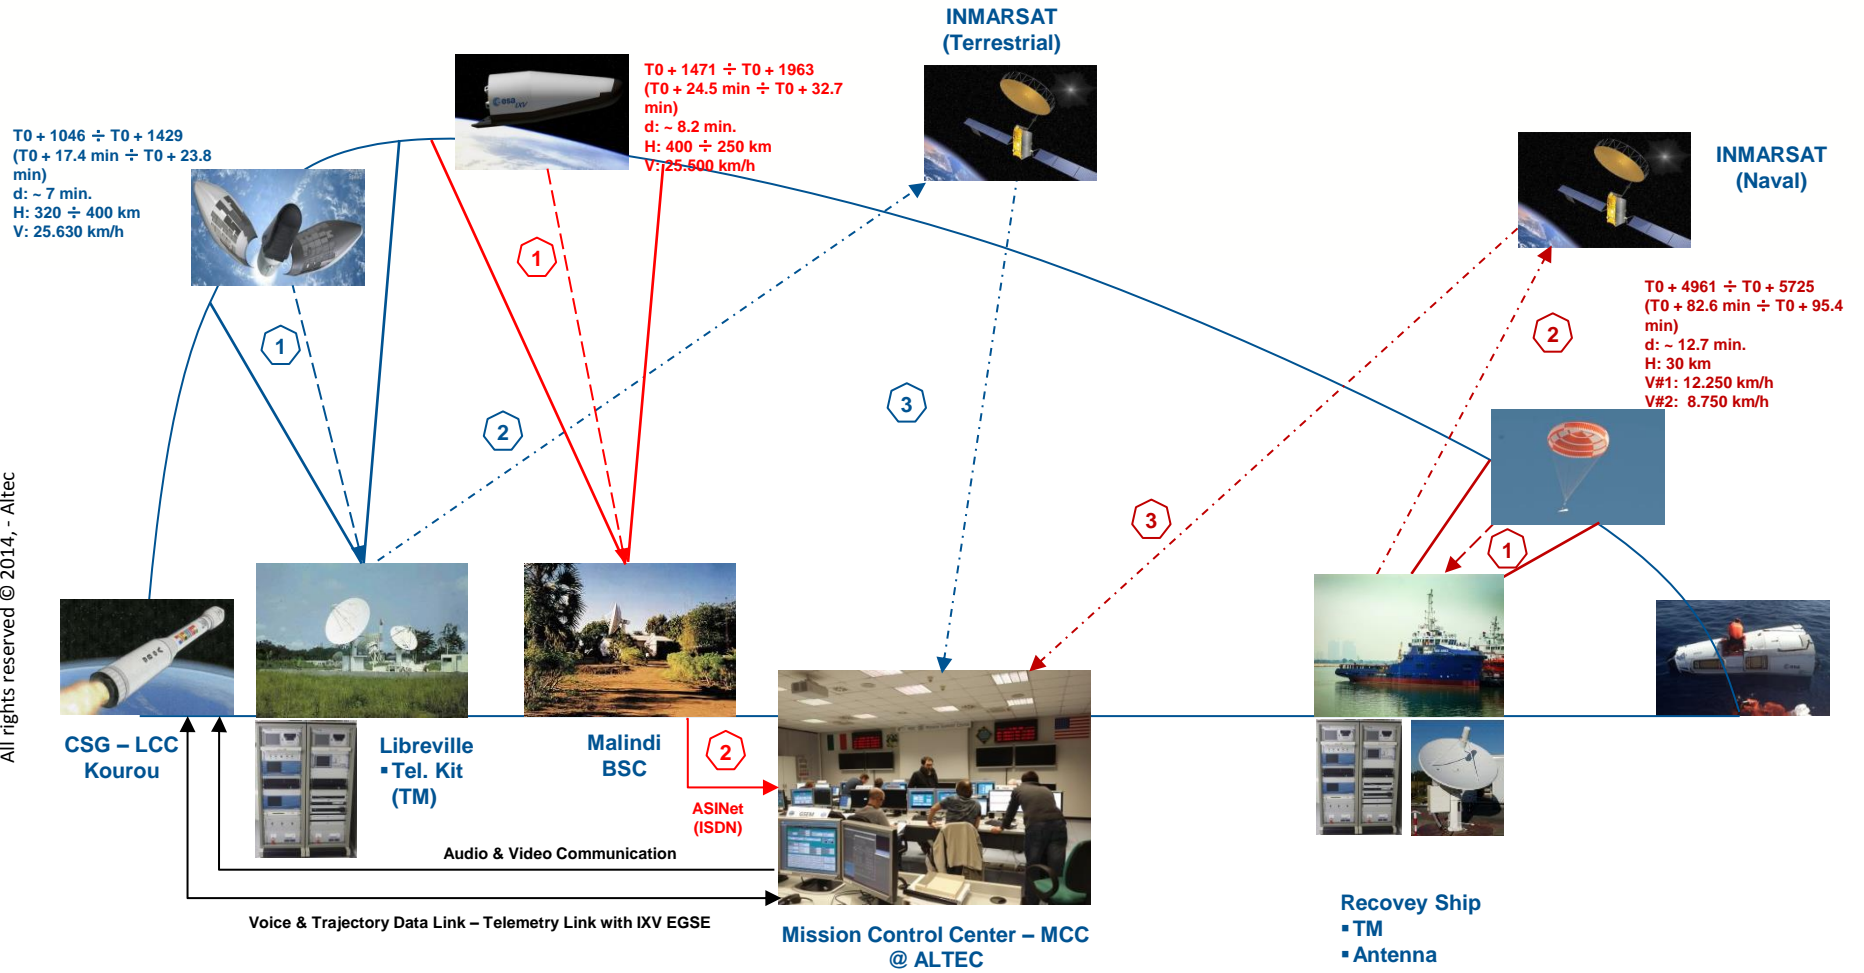 INMARSAT
(Terrestrial)
T0 + 1471 ÷ T0 + 1963
(T0 + 24.5 min ÷ T0 + 32.7
min)
d: ~ 8.2 min.
H: 400 ÷ 250 km
V: 25.500 km/h
esa
IXV
T0 + 1046 ÷ T0 + 1429
(T0 + 17.4 min ÷ T0 + 23.8
min)
d: ~ 7 min.
H: 320 ÷ 400 km
V: 25.630 km/h
INMARSAT
(Naval)
T0 + 4961 ÷ T0 + 5725
(T0 + 82.6 min ÷ T0 + 95.4
min)
d: ~ 12.7 min.
H: 30 km
V#1: 12.250 km/h
V#2: 8.750 km/h
1
1
2
3
2
3
1
All rights reserved © 2014, - Altec
CSG – LCC
Kourou
Libreville
▪ Tel. Kit
(TM)
Malindi
BSC
2
ASINet
(ISDN)
Audio & Video Communication
Voice & Trajectory Data Link – Telemetry Link with IXV EGSE
Mission Control Center – MCC
@ ALTEC
esa
Recovey Ship
▪ TM
▪ Antenna